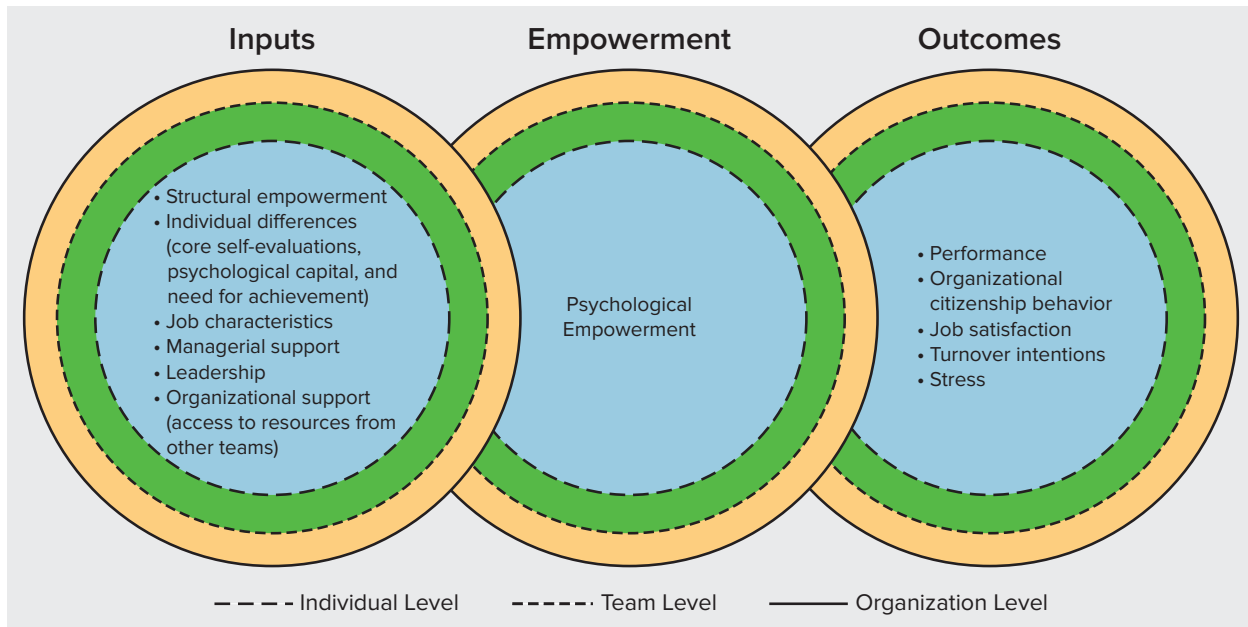 Inputs
Empowerment
Outcomes
• Structural empowerment
• Individual differences
(core self-evaluations,
psychological capital, and
need for achievement)
• Job characteristics
• Managerial support
• Leadership
• Organizational support
(access to resources from
other teams)
Psychological
Empowerment
• Performance
• Organizational
citizenship behavior
• Job satisfaction
• Turnover intentions
• Stress
Individual Level
Team Level
Organization Level